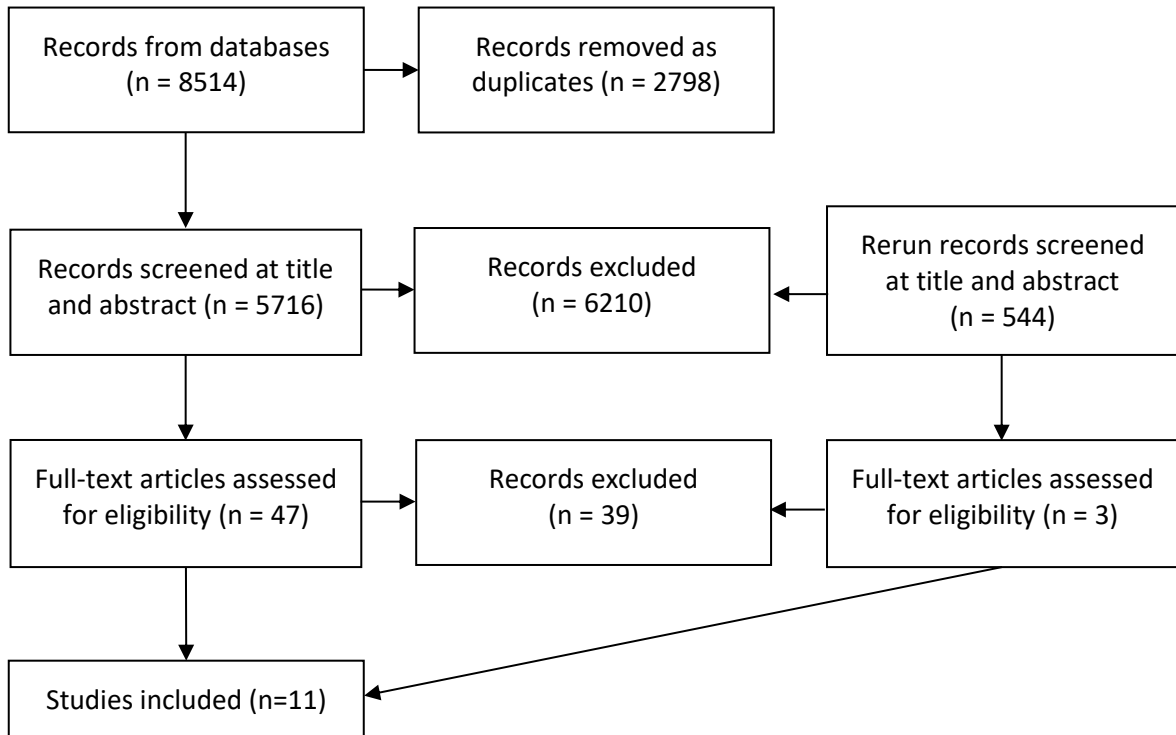 Records from databases
(n = 8514)
Records removed as
duplicates (n = 2798)
Records screened at title
and abstract (n = 5716)
Records excluded
(n = 6210)
Rerun records screened
at title and abstract
(n = 544)
Full-text articles assessed
for eligibility (n = 47)
Records excluded
(n = 39)
Full-text articles assessed
for eligibility (n = 3)
Studies included (n=11)